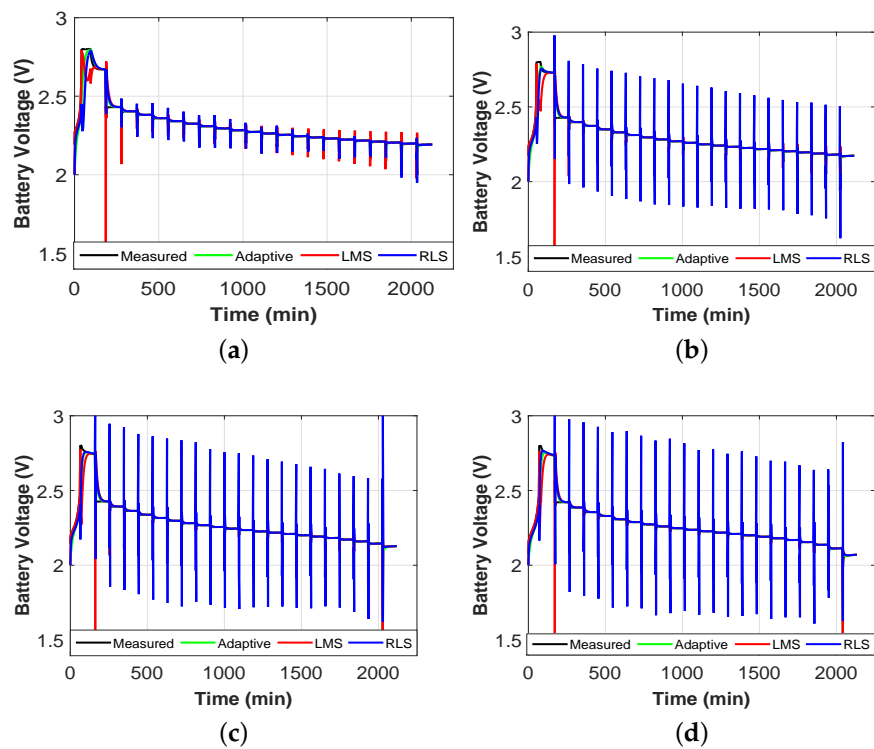 3
2.5
2
1.5
Battery Voltage (V)
Measured Adaptive LMS RLS
0 500 1000 1500 2000
Time (min)
(a)
3
2.5
2
1.5
Battery Voltage (V)
Measured Adaptive LMS RLS
0 500 1000 1500 2000
Time (min)
(b)
3
2.5
2
1.5
Battery Voltage (V)
Measured Adaptive LMS RLS
0 500 1000 1500 2000
Time (min)
(c)
3
2.5
2
1.5
Battery Voltage (V)
Measured Adaptive LMS RLS
0 500 1000 1500 2000
Time (min)
(d)